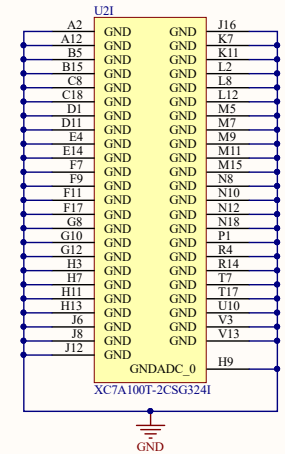 U2I
A2 GND GND J16
A12 GND GND K7
B5 GND GND K11
B15 GND GND L2
C8 GND GND L8
C18 GND GND L12
D1 GND GND M5
D11 GND GND M7
E4 GND GND M9
E14 GND GND M11
F7 GND GND M15
F9 GND GND N8
F11 GND GND N10
F17 GND GND N12
G8 GND GND N18
G10 GND GND P1
G12 GND GND R4
H3 GND GND R14
H7 GND GND T7
H11 GND GND T17
H13 GND GND U10
J6 GND GND V3
J8 GND GND V13
J12 GND
GNDADC_0 H9
XC7A100T-2CSG324I
GND